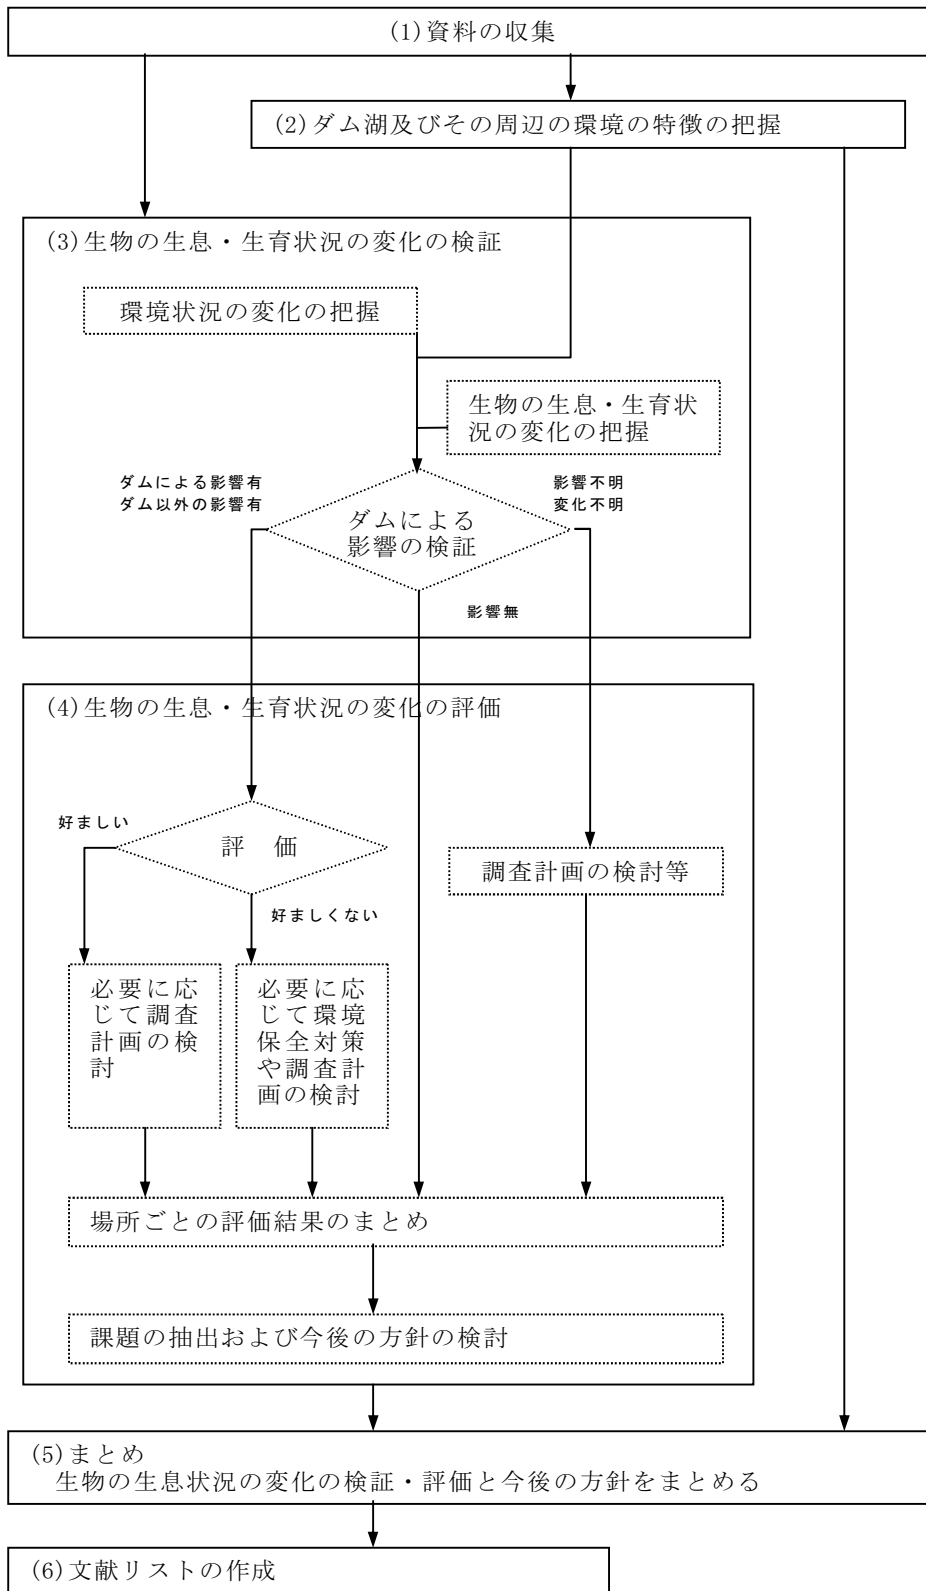 (1)資料の収集
(2)ダム湖及びその周辺の環境の特徴の把握
(3)生物の生息・生育状況の変化の検証
環境状況の変化の把握
生物の生息・生育状
況の変化の把握
ダムによる影響有
ダム以外の影響有
影響不明
変化不明
ダムによる
影響の検証
影響無
(4)生物の生息・生育状況の変化の評価
好ましい
評　価
調査計画の検討等
好ましくない
必要に応
じて調査
計画の検
討
必要に応
じて環境
保全対策
や調査計
画の検討
場所ごとの評価結果のまとめ
課題の抽出および今後の方針の検討
(5)まとめ
生物の生息状況の変化の検証・評価と今後の方針をまとめる
(6)文献リストの作成